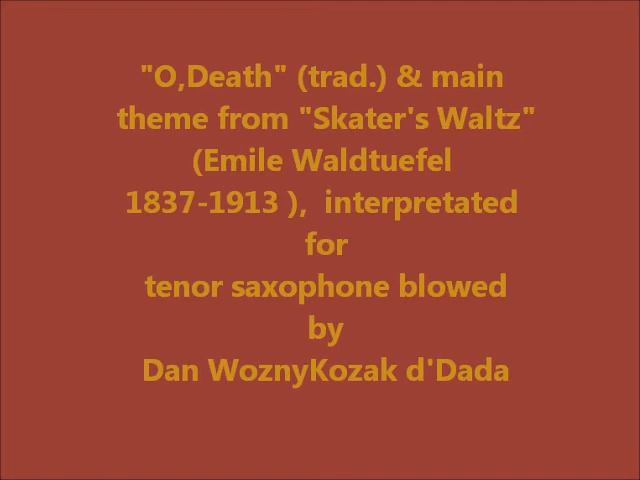 "O,Death" (trad.) & main
theme from "Skater's Waltz"
(Emile Waldtuefel
1837-1913 ),  interpretated
for
tenor saxophone blowed
by
Dan WoznyKozak d'Dada